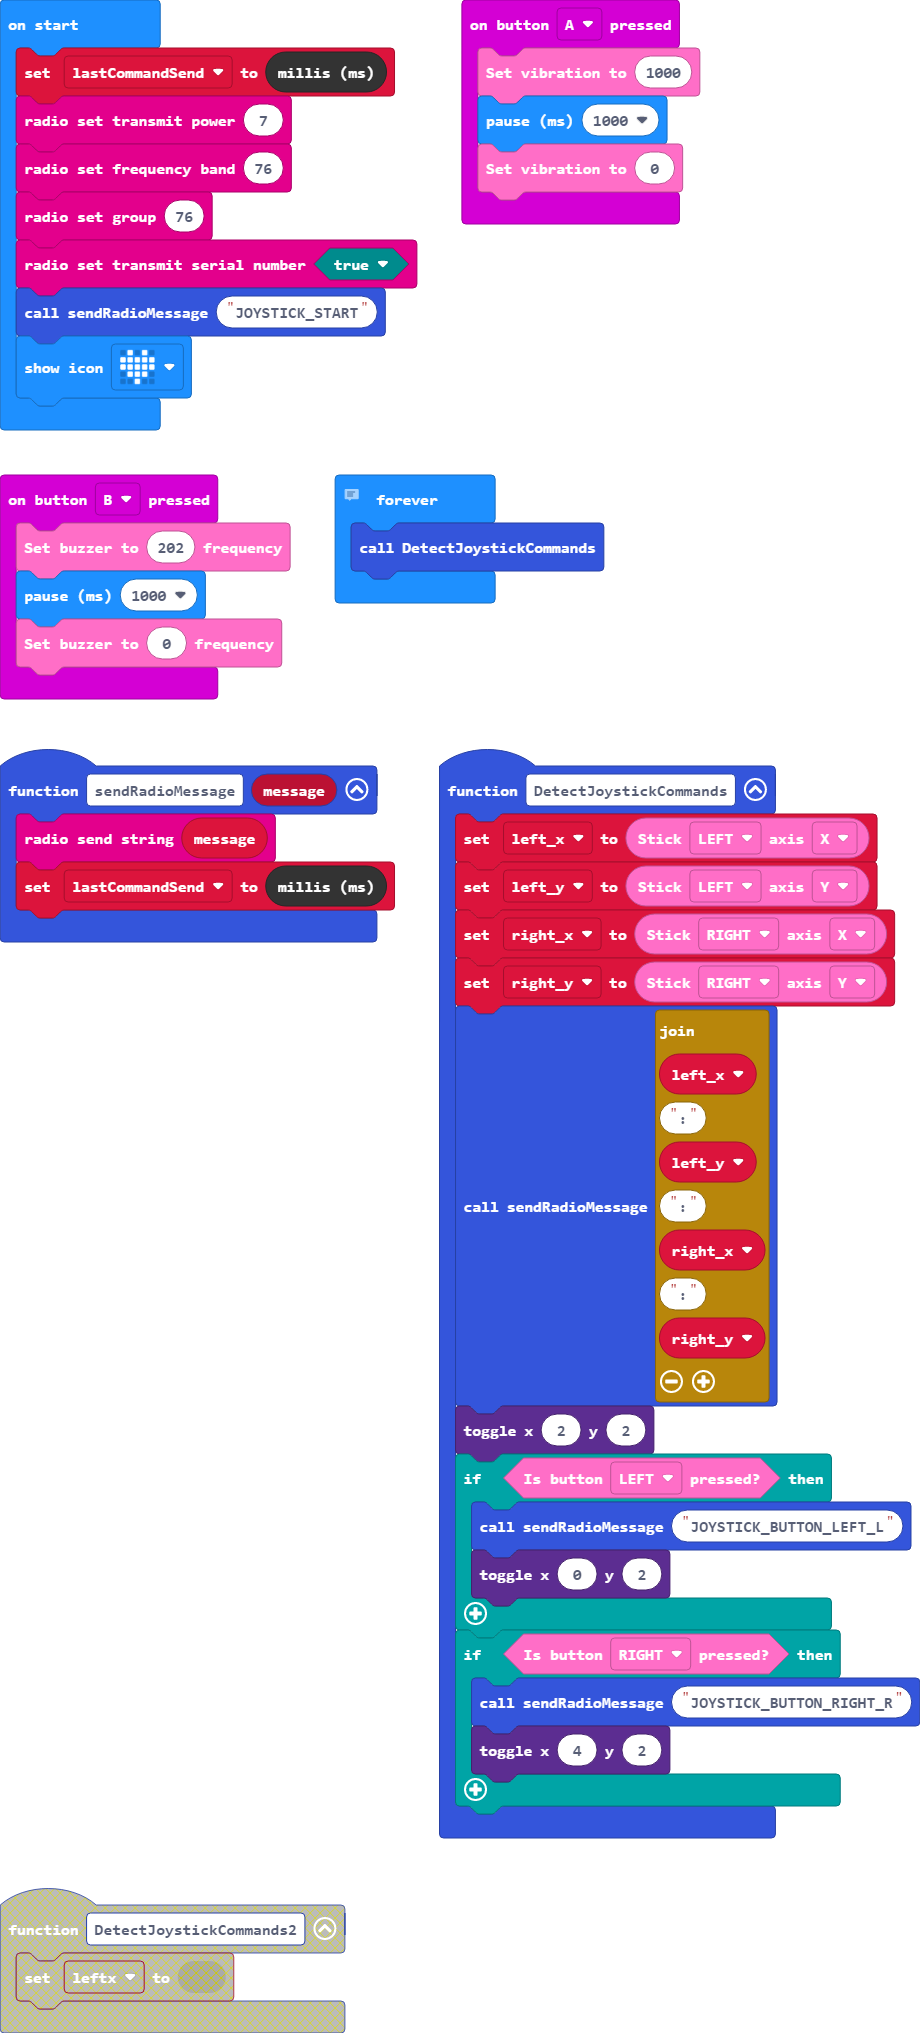 on start
set lastCommandSend to millis (ms)
radio set transmit power 7
radio set frequency band 76
radio set group 76
radio set transmit serial number true
call sendRadioMessage "JOYSTICK_START"
show icon
on button A pressed
Set vibration to 1000
pause (ms) 1000
Set vibration to 0
on button B pressed
Set buzzer to 202 frequency
pause (ms) 1000
Set buzzer to 0 frequency
forever
call DetectJoystickCommands
function sendRadioMessage message
radio send string message
set lastCommandSend to millis (ms)
function DetectJoystickCommands
set left_x to Stick LEFT axis X
set left_y to Stick LEFT axis Y
set right_x to Stick RIGHT axis X
set right_y to Stick RIGHT axis Y
join
left_x
":"
left_y
":"
call sendRadioMessage
right_x
":"
right_y
toggle x 2 y 2
if Is button LEFT pressed? then
call sendRadioMessage "JOYSTICK_BUTTON_LEFT_L"
toggle x 0 y 2
if Is button RIGHT pressed? then
call sendRadioMessage "JOYSTICK_BUTTON_RIGHT_R"
toggle x 4 y 2
function DetectJoystickCommands2
set leftx to